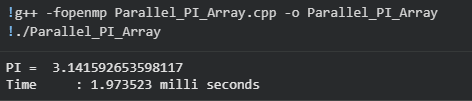 !g++ -fopenmp Parallel_PI_Array.cpp -o Parallel_PI_Array
!./Parallel_PI_Array
PI =  3.141592653598117
Time     : 1.973523 milli seconds